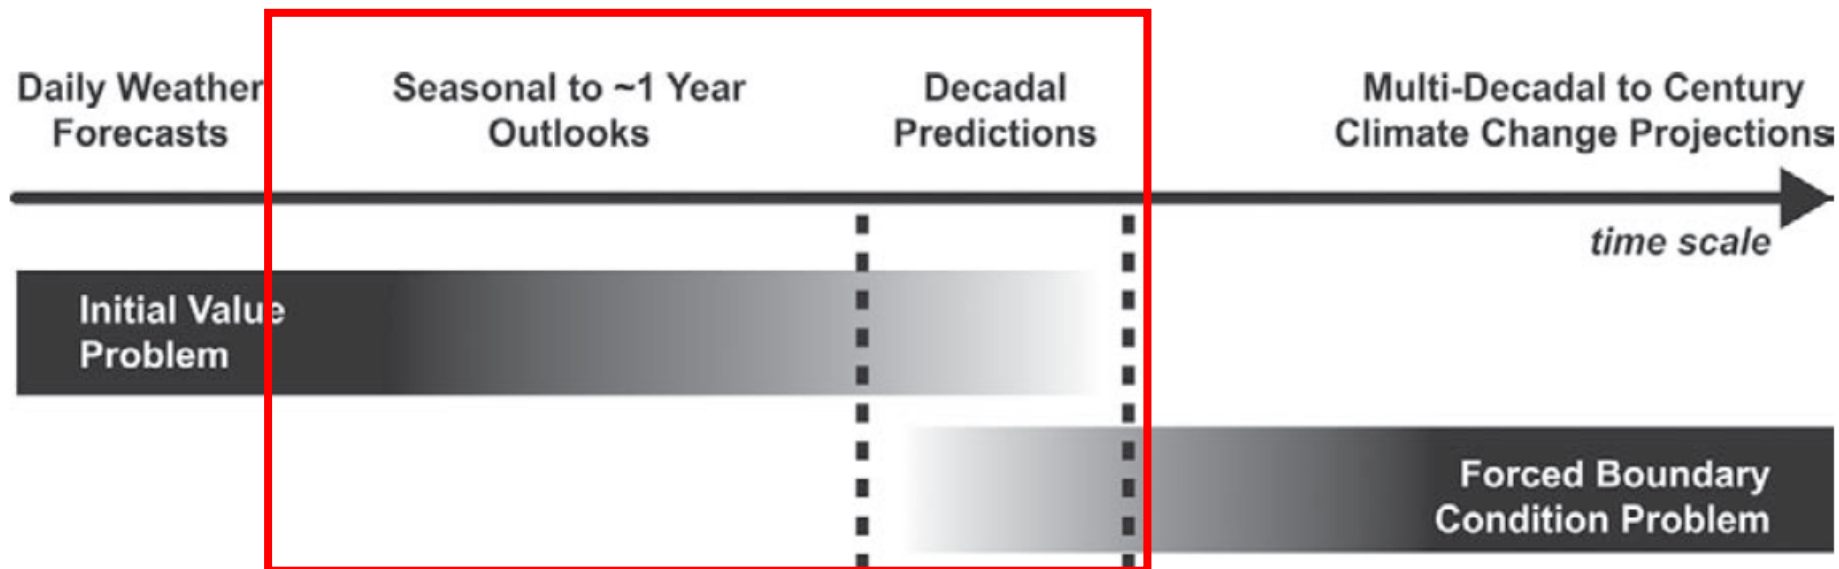 Daily Weather
Forecasts
Seasonal to ~1 Year
Outlooks
Decadal
Predictions
Multi-Decadal to Century
Climate Change Projections
time scale
Initial Value
Problem
Forced Boundary
Condition Problem